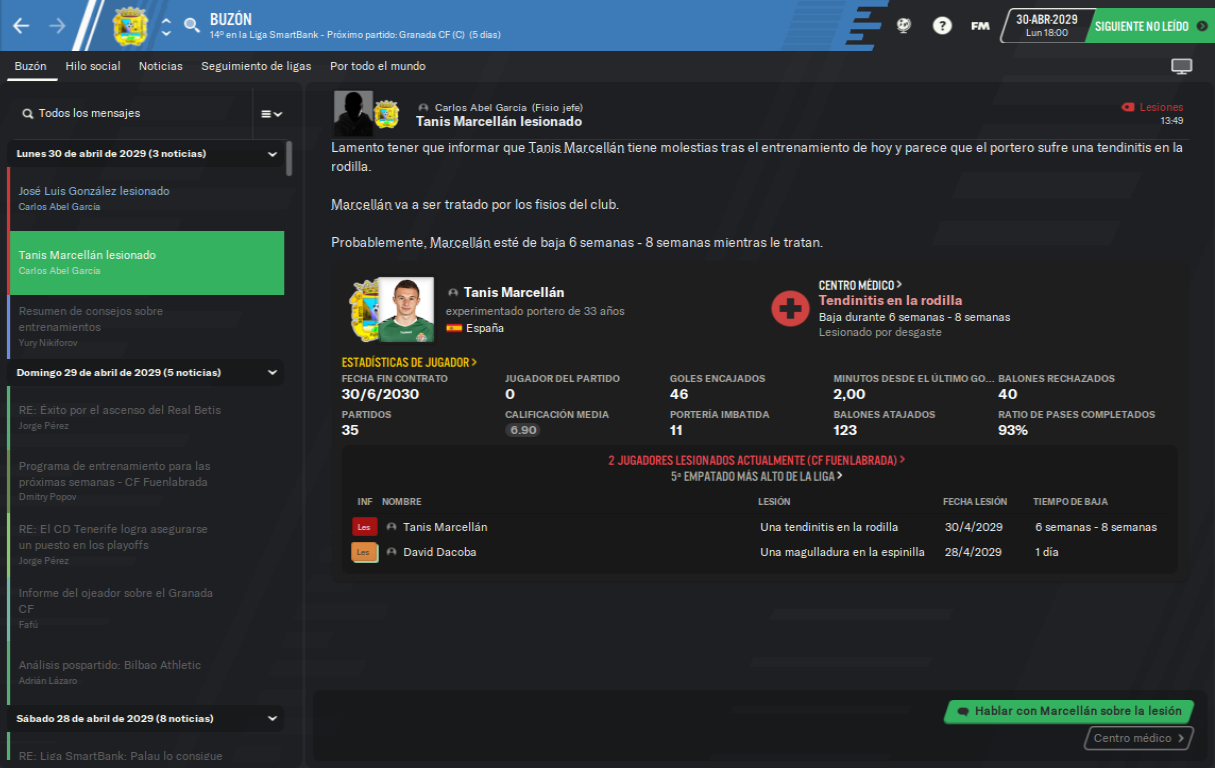 BUZÓN
14º en la Liga SmartBank - Próximo partido: Granada CF (C) (5 días)
?
FM
30-ABR-2029
Lun 18:00
SIGUIENTE NO LEÍDO
Buzón
Hilo social
Noticias
Seguimiento de ligas
Por todo el mundo
Todos los mensajes
Lunes 30 de abril de 2029 (3 noticias)
José Luis González lesionado
Carlos Abel García
Tanis Marcellán lesionado
Carlos Abel García
Resumen de consejos sobre
entrenamientos
Yury Nikiforov
Domingo 29 de abril de 2029 (5 noticias)
RE: Éxito por el ascenso del Real Betis
Jorge Pérez
Programa de entrenamiento para las
próximas semanas - CF Fuenlabrada
Dmitry Popov
RE: El CD Tenerife logra asegurarse
un puesto en los playoffs
Jorge Pérez
Informe del ojeador sobre el Granada
CF
Fafú
Análisis pospartido: Bilbao Athletic
Adrián Lázaro
Sábado 28 de abril de 2029 (8 noticias)
RE: Liga SmartBank: Palau lo consigue
Carlos Abel García (Fisio jefe)
Tanis Marcellán lesionado
Lesiones
13:49
Lamento tener que informar que Tanis Marcellán tiene molestias tras el entrenamiento de hoy y parece que el portero sufre una tendinitis en la
rodilla.
Marcellán va a ser tratado por los fisios del club.
Probablemente, Marcellán esté de baja 6 semanas - 8 semanas mientras le tratan.
Tanis Marcellán
experimentado portero de 33 años
España
CENTRO MÉDICO
Tendinitis en la rodilla
Baja durante 6 semanas - 8 semanas
Lesionado por desgaste
ESTADÍSTICAS DE JUGADOR
FECHA FIN CONTRATO
30/6/2030
JUGADOR DEL PARTIDO
0
GOLES ENCAJADOS
46
MINUTOS DESDE EL ÚLTIMO GO...
2,00
BALONES RECHAZADOS
40
PARTIDOS
35
CALIFICACIÓN MEDIA
6.90
PORTERÍA IMBATIDA
11
BALONES ATAJADOS
123
RATIO DE PASES COMPLETADOS
93%
2 JUGADORES LESIONADOS ACTUALMENTE (CF FUENLABRADA)
5º EMPATADO MÁS ALTO DE LA LIGA
INF NOMBRE LESIÓN FECHA LESIÓN TIEMPO DE BAJA
Les Tanis Marcellán Una tendinitis en la rodilla 30/4/2029 6 semanas - 8 semanas
Les David Dacoba Una magulladura en la espinilla 28/4/2029 1 día
Hablar con Marcellán sobre la lesión
Centro médico